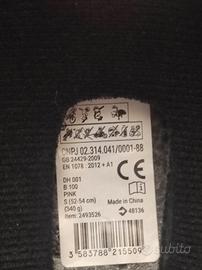 CNPJ 02.314.041/0001-88
GB 24429-2009
EN 1078 : 2012 + A1
CE
DH 001
B 100
PINK
S (52-54 cm)
(340 g)
Item: 2493526
Made in China
48136
3 583788 215509
subito